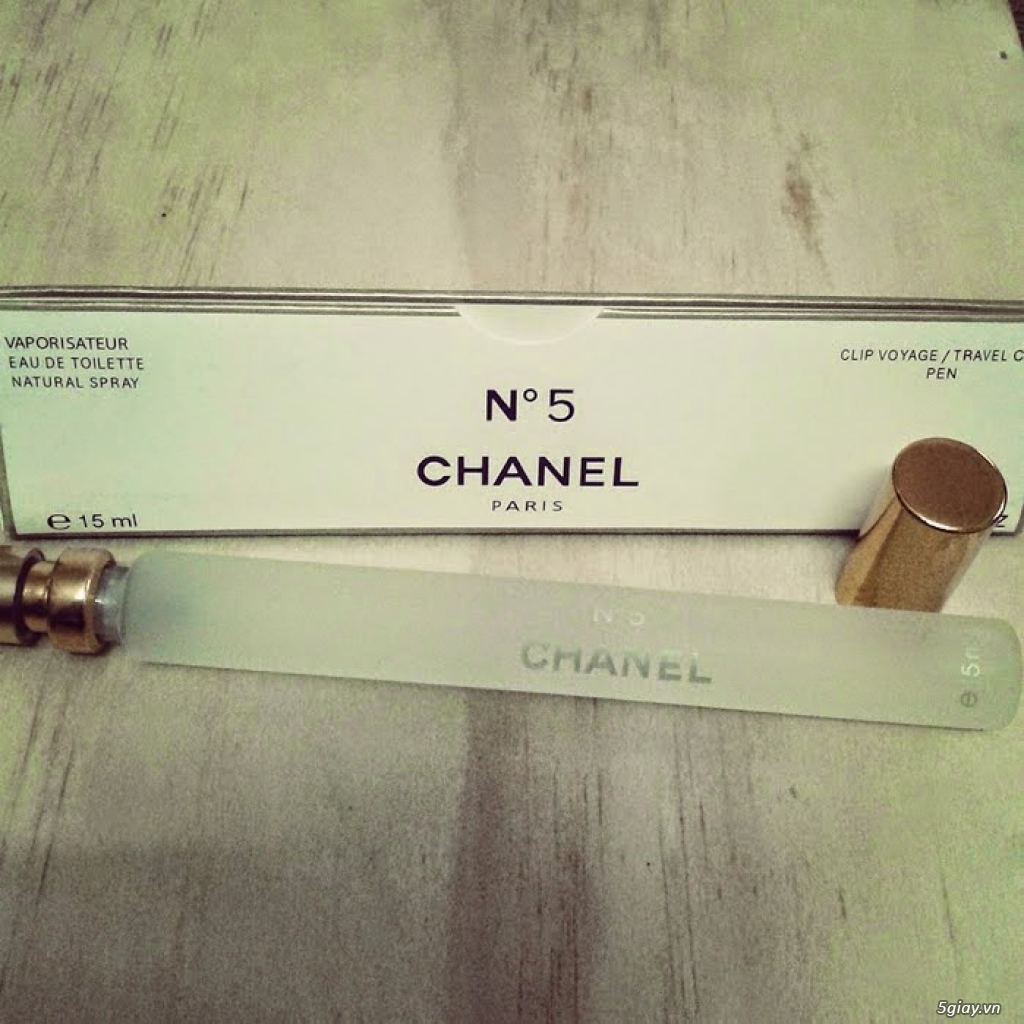 VAPORISATEUR
EAU DE TOILETTE
NATURAL SPRAY
CLIP VOYAGE / TRAVEL C
PEN
N° 5
CHANEL
PARIS
e 15 ml
z
N°5
CHANEL
e 5m
5giay.vn